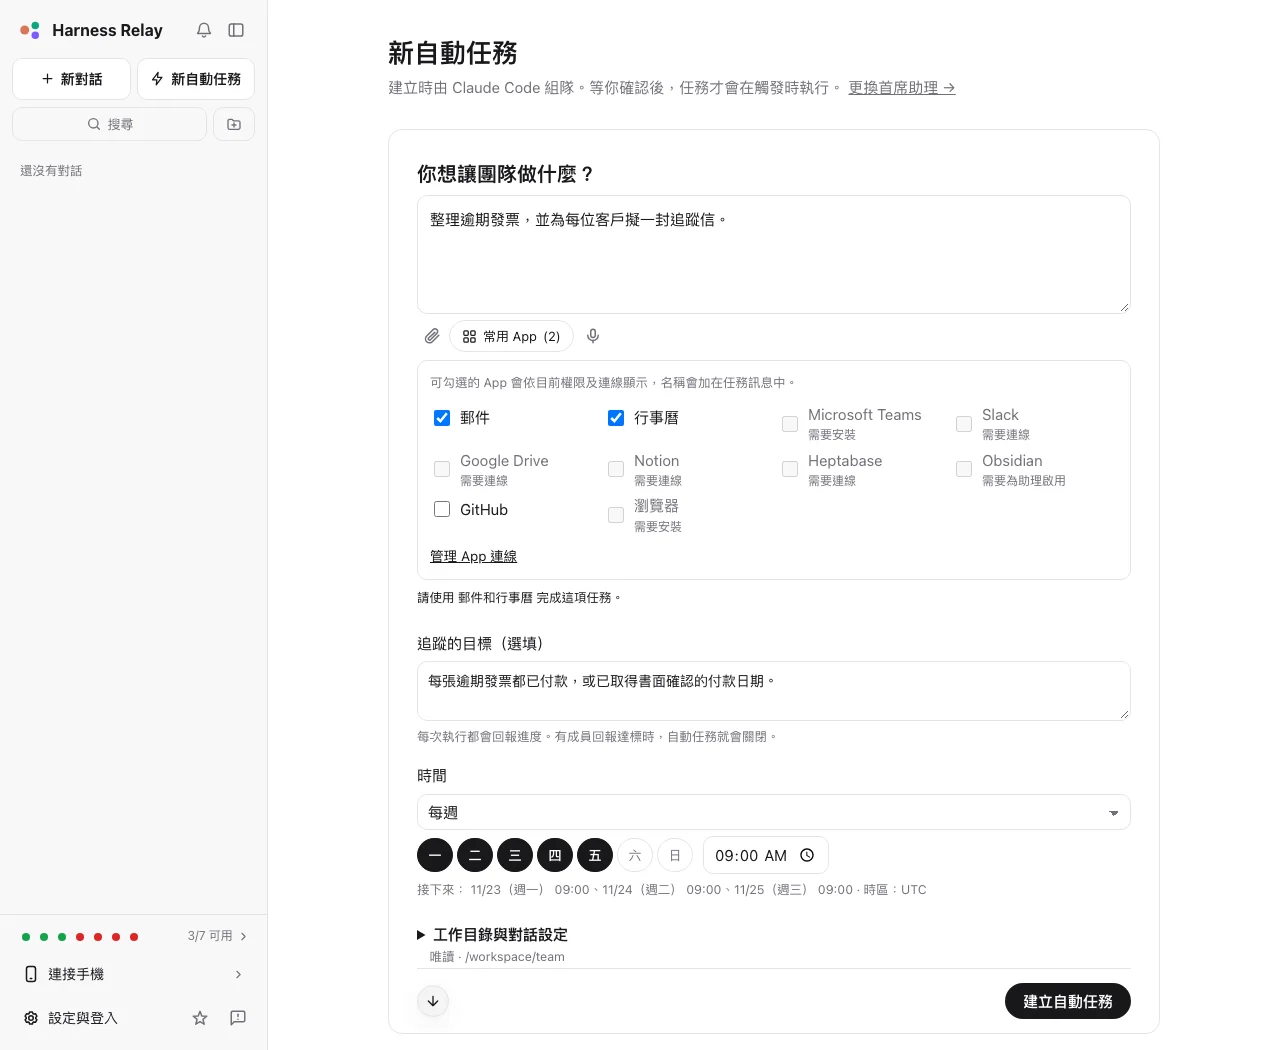 Harness Relay
新對話
新自動任務
搜尋
還沒有對話
3/7 可用
連接手機
設定與登入
新自動任務
建立時由 Claude Code 組隊。等你確認後，任務才會在觸發時執行。 更換首席助理 →
你想讓團隊做什麼？
整理逾期發票，並為每位客戶擬一封追蹤信。
常用 App (2)
可勾選的 App 會依目前權限及連線顯示，名稱會加在任務訊息中。
郵件
行事曆
Microsoft Teams
需要安裝
Slack
需要連線
Google Drive
需要連線
Notion
需要連線
Heptabase
需要連線
Obsidian
需要為助理啟用
GitHub
瀏覽器
需要安裝
管理 App 連線
請使用 郵件和行事曆 完成這項任務。
追蹤的目標（選填）
每張逾期發票都已付款，或已取得書面確認的付款日期。
每次執行都會回報進度。有成員回報達標時，自動任務就會關閉。
時間
每週
一 二 三 四 五 六 日 09:00 AM
接下來： 11/23（週一） 09:00、11/24（週二） 09:00、11/25（週三） 09:00 · 時區：UTC
工作目錄與對話設定
唯讀 · /workspace/team
建立自動任務